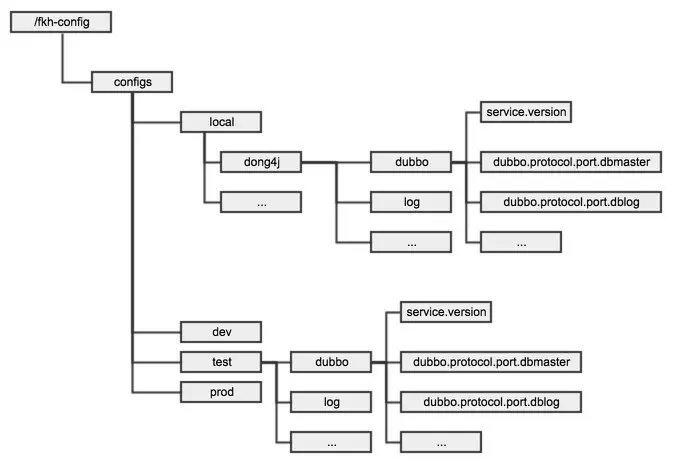 /fkh-config
configs
local
service.version
dong4j
dubbo
dubbo.protocol.port.dbmaster
...
log
dubbo.protocol.port.dblog
...
...
service.version
dev
test
dubbo
dubbo.protocol.port.dbmaster
prod
log
dubbo.protocol.port.dblog
...
...